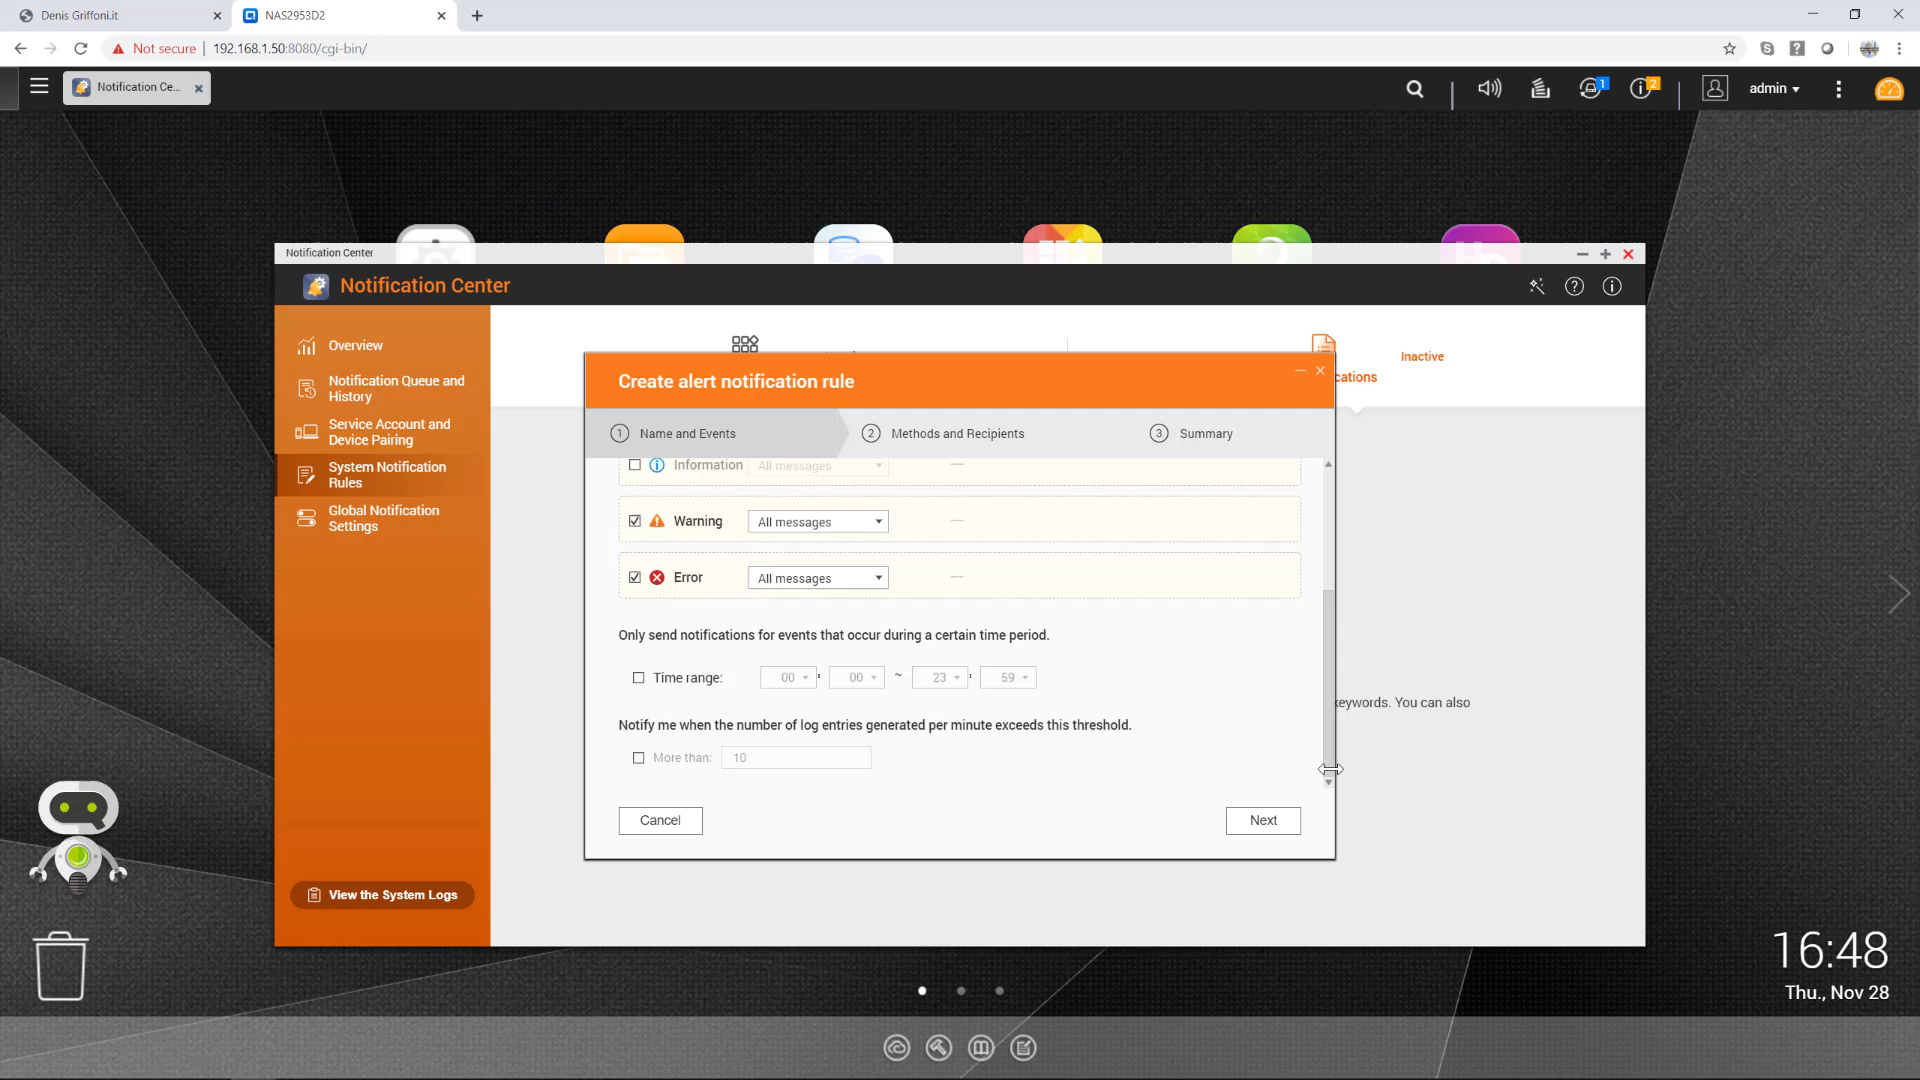 Denis Griffoni.it
NAS2953D2
Not secure
192.168.1.50:8080/cgi-bin/
Notification Ce...
1
2
admin
Notification Center
Notification Center
Overview
Notification Queue and
History
Service Account and
Device Pairing
System Notification
Rules
Global Notification
Settings
View the System Logs
Inactive
cations
Create alert notification rule
1 Name and Events
2 Methods and Recipients
3 Summary
Information All messages ---
Warning All messages ---
Error All messages ---
Only send notifications for events that occur during a certain time period.
Time range: 00 : 00 ~ 23 : 59
Notify me when the number of log entries generated per minute exceeds this threshold.
More than: 10
Cancel
Next
keywords. You can also
16:48
Thu., Nov 28